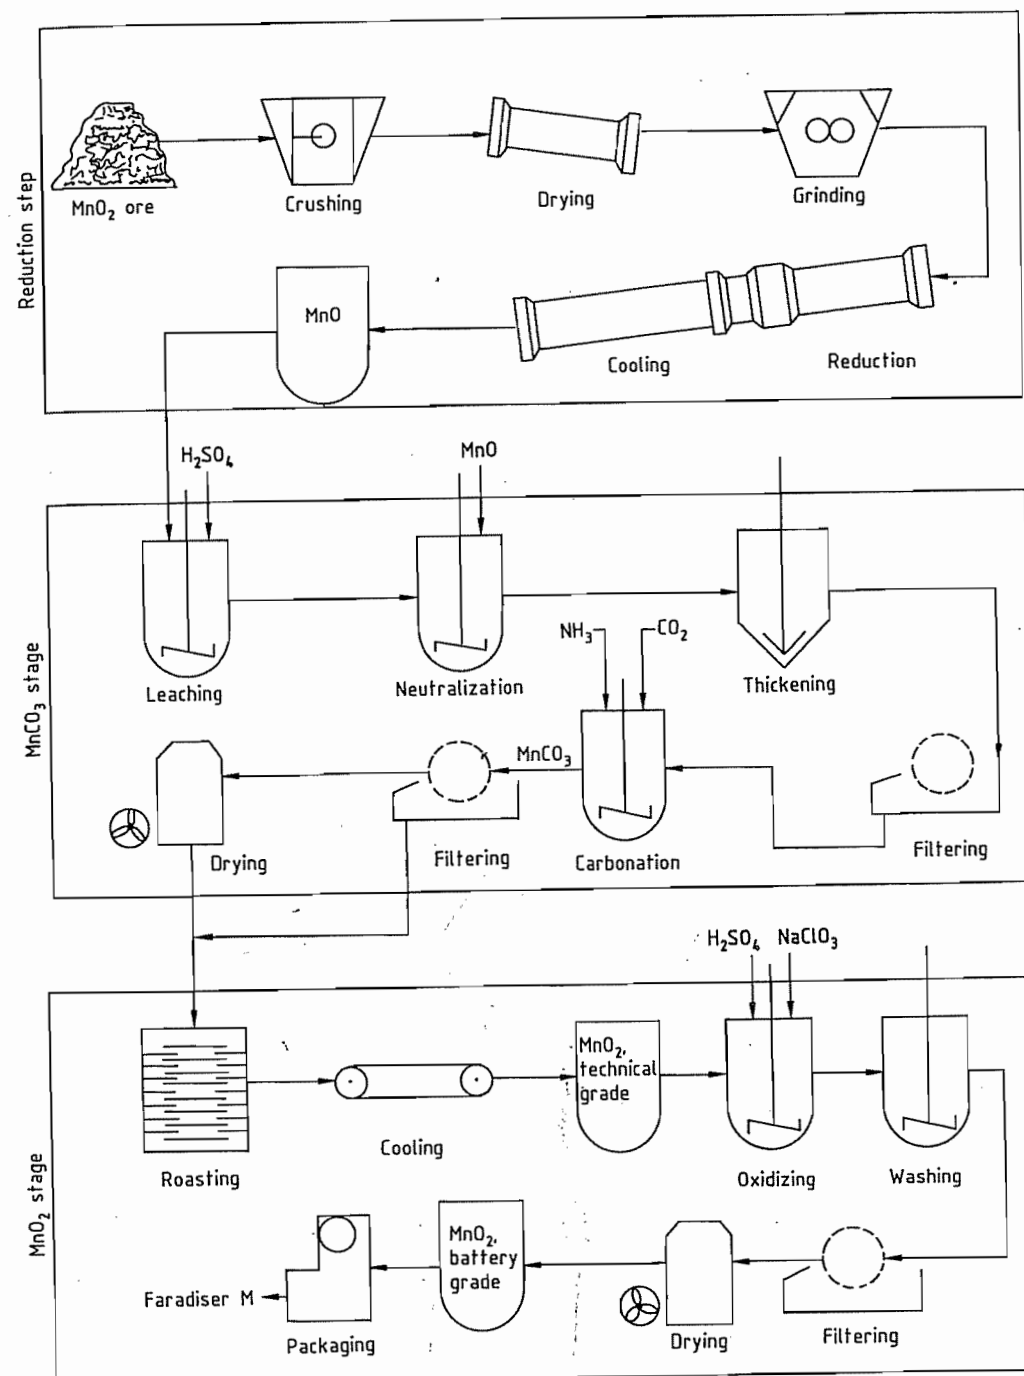 Reduction step
MnO₂ ore
Crushing
Drying
Grinding
MnO
Cooling
Reduction
MnCO₃ stage
H₂SO₄
MnO
Leaching
Neutralization
Thickening
NH₃
CO₂
MnCO₃
Drying
Filtering
Carbonation
Filtering
MnO₂ stage
H₂SO₄
NaClO₃
MnO₂,
technical
grade
Roasting
Cooling
Oxidizing
Washing
MnO₂,
battery
grade
Faradiser M
Packaging
Drying
Filtering